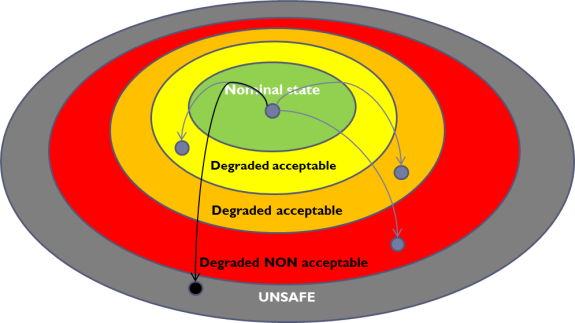 Nominal state
Degraded acceptable
Degraded acceptable
Degraded NON acceptable
UNSAFE